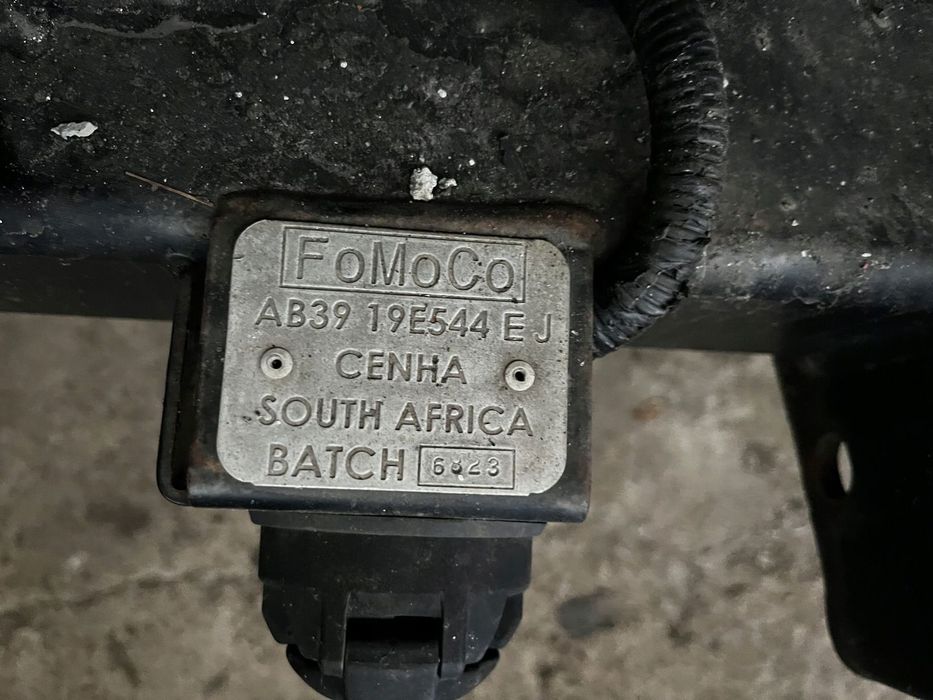 FoMoCo
AB39 19E544 E J
CENHA
SOUTH AFRICA
BATCH